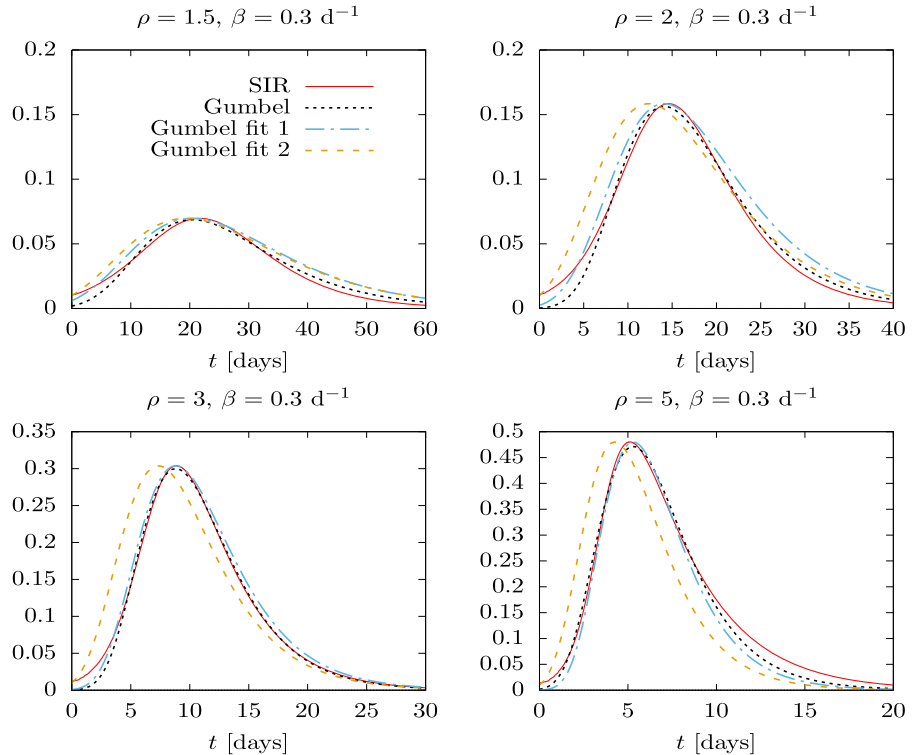 ρ = 1.5, β = 0.3 d⁻¹
0.2
0.15
0.1
0.05
0
0 10 20 30 40 50 60
t [days]
SIR
Gumbel
Gumbel fit 1
Gumbel fit 2
ρ = 2, β = 0.3 d⁻¹
0.2
0.15
0.1
0.05
0
0 5 10 15 20 25 30 35 40
t [days]
ρ = 3, β = 0.3 d⁻¹
0.35
0.3
0.25
0.2
0.15
0.1
0.05
0
0 5 10 15 20 25 30
t [days]
ρ = 5, β = 0.3 d⁻¹
0.5
0.45
0.4
0.35
0.3
0.25
0.2
0.15
0.1
0.05
0
0 5 10 15 20
t [days]